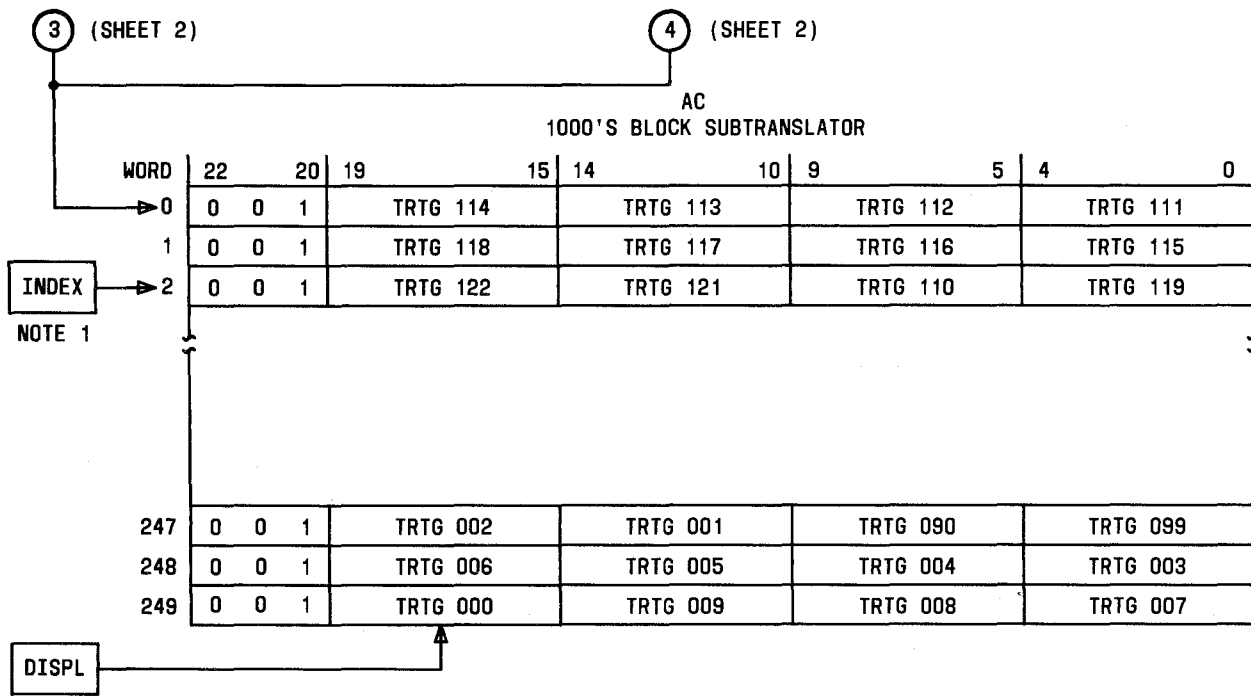 3 (SHEET 2) 4 (SHEET 2)
AC
1000'S BLOCK SUBTRANSLATOR
WORD 22 20 19 15 14 10 9 5 4 0
0 0 0 1 TRTG 114 TRTG 113 TRTG 112 TRTG 111
1 0 0 1 TRTG 118 TRTG 117 TRTG 116 TRTG 115
INDEX 2 0 0 1 TRTG 122 TRTG 121 TRTG 110 TRTG 119
NOTE 1
247 0 0 1 TRTG 002 TRTG 001 TRTG 090 TRTG 099
248 0 0 1 TRTG 006 TRTG 005 TRTG 004 TRTG 003
249 0 0 1 TRTG 000 TRTG 009 TRTG 008 TRTG 007
DISPL